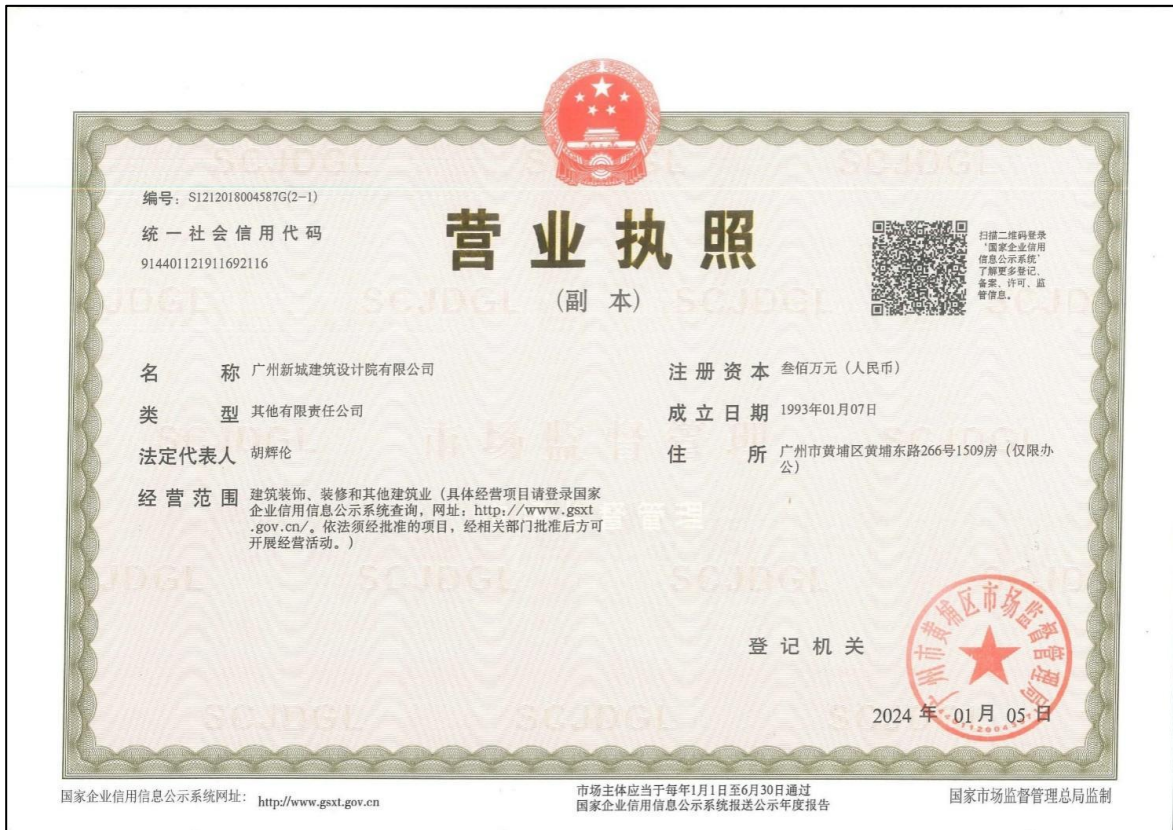 编号：S1212018004587G(2-1)
统一社会信用代码
914401121911692116
营业执照
(副 本)
扫描二维码登录
‘国家企业信用
信息公示系统’
了解更多登记、
备案、许可、监
管信息。
名 称 广州新城建筑设计院有限公司
类 型 其他有限责任公司
法定代表人 胡辉伦
经营范围 建筑装饰、装修和其他建筑业（具体经营项目请登录国家
企业信用信息公示系统查询，网址：http://www.gsxt
.gov.cn/。依法须经批准的项目，经相关部门批准后方可
开展经营活动。）
注册资本 叁佰万元（人民币）
成立日期 1993年01月07日
住 所 广州市黄埔区黄埔东路266号1509房（仅限办
公）
登记机关
广州市黄埔区市场监督管理局
2024 年 01 月 05 日
国家企业信用信息公示系统网址： http://www.gsxt.gov.cn
市场主体应当于每年1月1日至6月30日通过
国家企业信用信息公示系统报送公示年度报告
国家市场监督管理总局监制
SCJDGL
市场监督管理